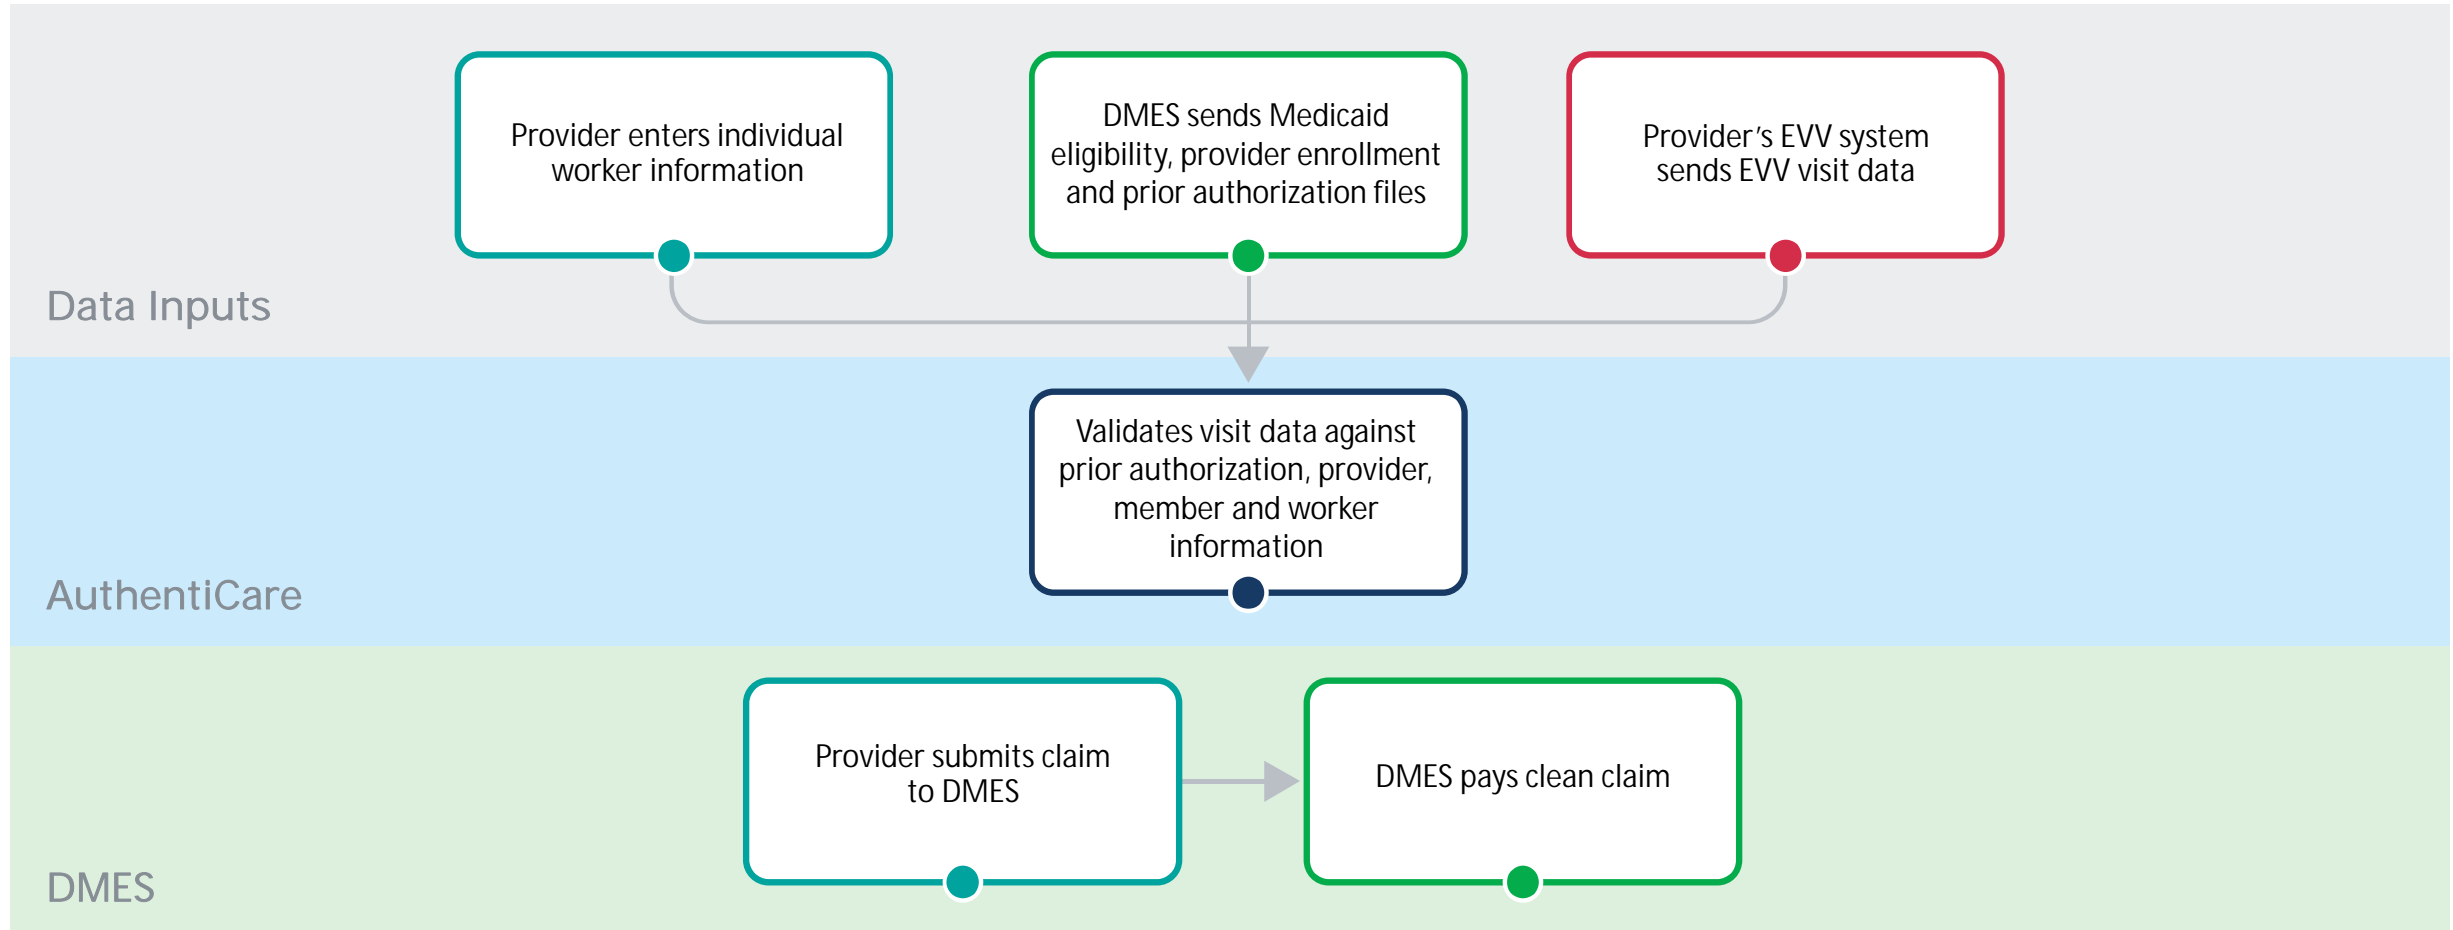 Provider enters individual
worker information
DMES sends Medicaid
eligibility, provider enrollment
and prior authorization files
Provider’s EVV system
sends EVV visit data
Data Inputs
Validates visit data against
prior authorization, provider,
member and worker
information
AuthentiCare
Provider submits claim
to DMES
DMES pays clean claim
DMES